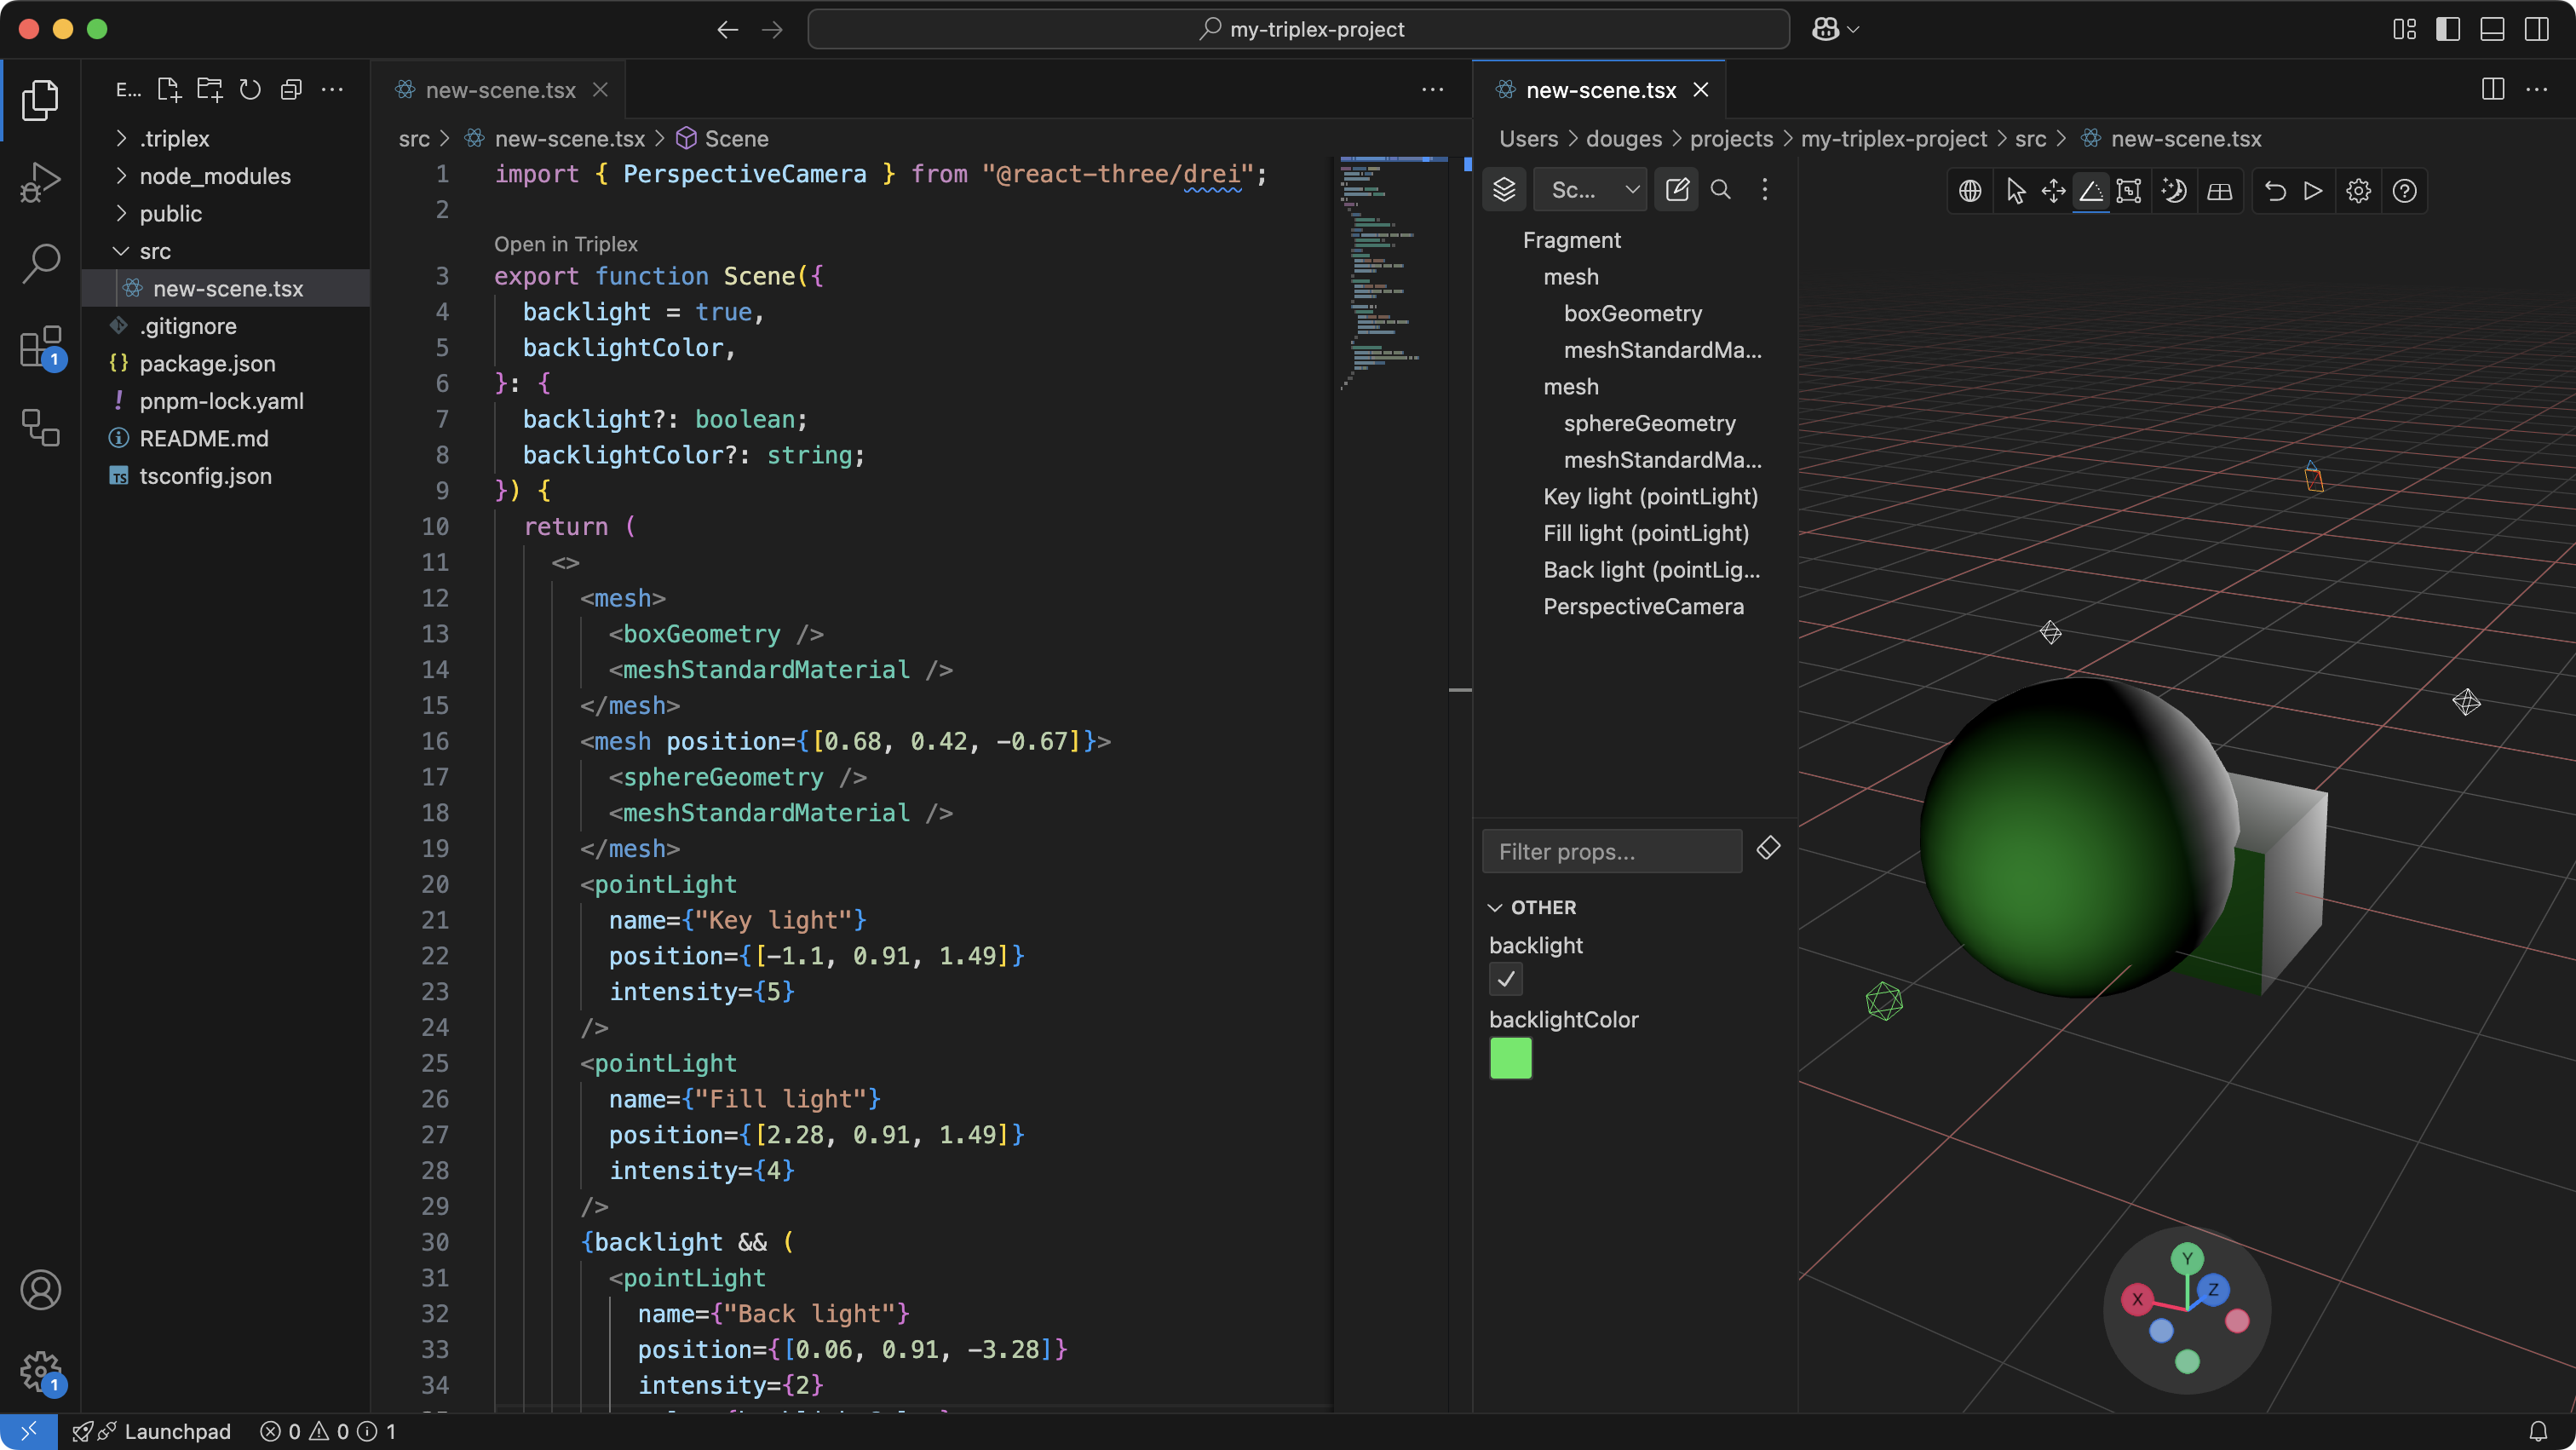 my-triplex-project
E...
.triplex
node_modules
public
src
new-scene.tsx
.gitignore
package.json
pnpm-lock.yaml
README.md
tsconfig.json
1
1
new-scene.tsx
src > new-scene.tsx > Scene
1 import { PerspectiveCamera } from "@react-three/drei";
2
Open in Triplex
3 export function Scene({
4 backlight = true,
5 backlightColor,
6 }: {
7 backlight?: boolean;
8 backlightColor?: string;
9 }) {
10 return (
11 <>
12 <mesh>
13 <boxGeometry />
14 <meshStandardMaterial />
15 </mesh>
16 <mesh position={[0.68, 0.42, -0.67]}>
17 <sphereGeometry />
18 <meshStandardMaterial />
19 </mesh>
20 <pointLight
21 name={"Key light"}
22 position={[-1.1, 0.91, 1.49]}
23 intensity={5}
24 />
25 <pointLight
26 name={"Fill light"}
27 position={[2.28, 0.91, 1.49]}
28 intensity={4}
29 />
30 {backlight && (
31 <pointLight
32 name={"Back light"}
33 position={[0.06, 0.91, -3.28]}
34 intensity={2}
new-scene.tsx
Users > douges > projects > my-triplex-project > src > new-scene.tsx
Sc...
Fragment
mesh
boxGeometry
meshStandardMa...
mesh
sphereGeometry
meshStandardMa...
Key light (pointLight)
Fill light (pointLight)
Back light (pointLig...
PerspectiveCamera
Filter props...
OTHER
backlight
backlightColor
Y
X
Z
Launchpad
0 0 1